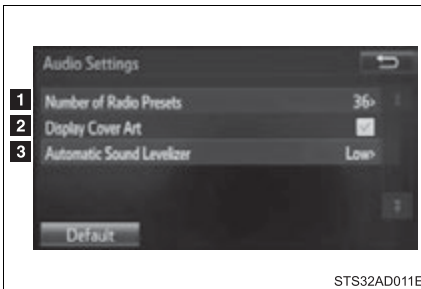 Audio Settings
1 Number of Radio Presets 36>
2 Display Cover Art
3 Automatic Sound Levelizer Low>
Default
STS32AD011E